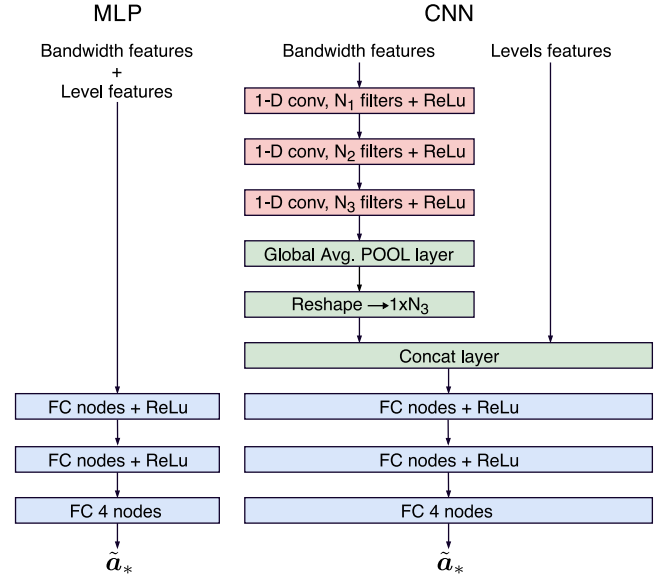 MLP
Bandwidth features
+
Level features
FC nodes + ReLu
FC nodes + ReLu
FC 4 nodes
ã*
CNN
Bandwidth features
Levels features
1-D conv, N₁ filters + ReLu
1-D conv, N₂ filters + ReLu
1-D conv, N₃ filters + ReLu
Global Avg. POOL layer
Reshape →1xN₃
Concat layer
FC nodes + ReLu
FC nodes + ReLu
FC 4 nodes
ã*